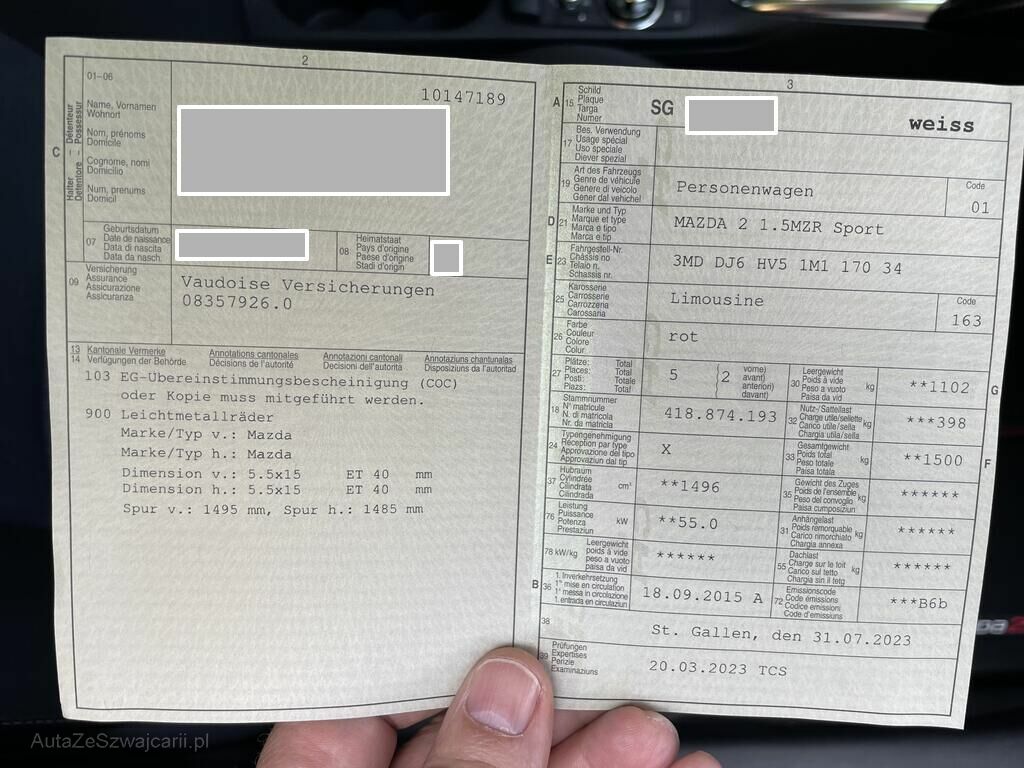 2
01–06
10147189
Détenteur
Possessur
C
Halter
Detentore
Name, Vornamen
Wohnort
Nom, prénoms
Domicile
Cognome, nomi
Domicilio
Num, prenums
Domicil
07
Geburtsdatum
Date de naissance
Data di nascita
Data da nasch.
08
Heimatstaat
Pays d'origine
Paese d'origine
Stadi d'origin
09
Versicherung
Assurance
Assicurazione
Assicuranza
Vaudoise Versicherungen
08357926.0
13 Kantonale Vermerke Annotations cantonales Annotazioni cantonali Annotaziuns chantunalas
14 Verfügungen der Behörde Décisions de l'autorité Decisioni dell'autorità Disposiziuns da l'autoritad
103 EG-Übereinstimmungsbescheinigung (COC)
oder Kopie muss mitgeführt werden.
900 Leichtmetallräder
Marke/Typ v.: Mazda
Marke/Typ h.: Mazda
Dimension v.: 5.5x15 ET 40 mm
Dimension h.: 5.5x15 ET 40 mm
Spur v.: 1495 mm, Spur h.: 1485 mm
3
A 15
Schild
Plaque
Targa
Numer
SG
weiss
17
Bes. Verwendung
Usage spécial
Uso speciale
Diever spezial
19
Art des Fahrzeugs
Genre de véhicule
Genere di veicolo
Gener dal vehichel
Personenwagen
Code
01
D 21
Marke und Typ
Marque et type
Marca e tipo
Marca e tip
MAZDA 2 1.5MZR Sport
E 23
Fahrgestell-Nr.
Châssis no
Telaio n.
Schassis nr.
3MD DJ6 HV5 1M1 170 34
25
Karosserie
Carrosserie
Carrozzeria
Carossaria
Limousine
Code
163
26
Farbe
Couleur
Colore
Colur
rot
27
Plätze: Total
Places: Total
Posti: Totale
Plazs: Total
5
2
vorne)
avant)
anteriori)
davant)
30
Leergewicht
Poids à vide
Peso a vuoto
Paisa da vid
kg
**1102
G
18
Stammnummer
N° matricule
N. di matricola
Nr. da matricla
418.874.193
32
Nutz-/Sattellast
Charge utile/sellette
Carico utile/sella
Chargia utila/sella
kg
***398
24
Typengenehmigung
Réception par type
Approvazione del tipo
Approvaziun dal tip
X
33
Gesamtgewicht
Poids total
Peso totale
Paisa totala
kg
**1500
F
37
Hubraum
Cylindrée
Cilindrata
Cilindrada
cm³
**1496
35
Gewicht des Zuges
Poids de l'ensemble
Peso del convoglio
Paisa cumposiziun
kg
******
76
Leistung
Puissance
Potenza
Prestaziun
kW
**55.0
31
Anhängelast
Poids remorquable
Carico rimorchiato
Chargia annexa
kg
******
78 kW/kg
Leergewicht
poids à vide
peso a vuoto
paisa da vid
******
55
Dachlast
Charge sur le toit
Carico sul tetto
Chargia sin il tetg
kg
******
B 36
1. Inverkehrsetzung
1re mise en circulation
1a messa in circolazione
1. entrada en circulaziun
18.09.2015 A
72
Emissionscode
Code émissions
Codice emissioni
Code d'emissiuns
***B6b
38
St. Gallen, den 31.07.2023
39
Prüfungen
Expertises
Perizie
Examinaziuns
20.03.2023 TCS
AutaZeSzwajcarii.pl